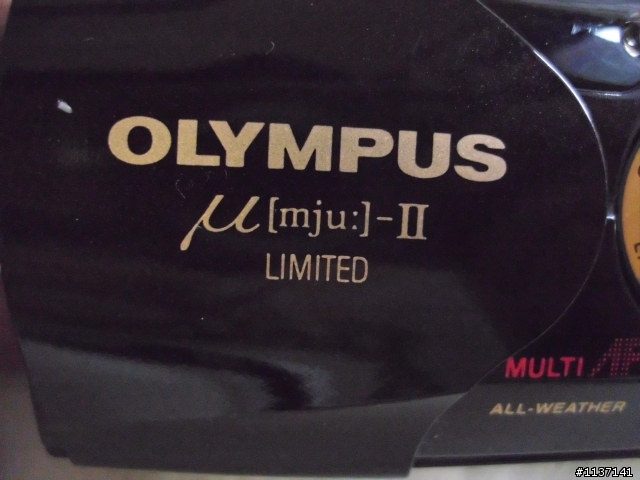 OLYMPUS
μ[mju:]-II
LIMITED
MULTI AF
ALL-WEATHER
#1137141